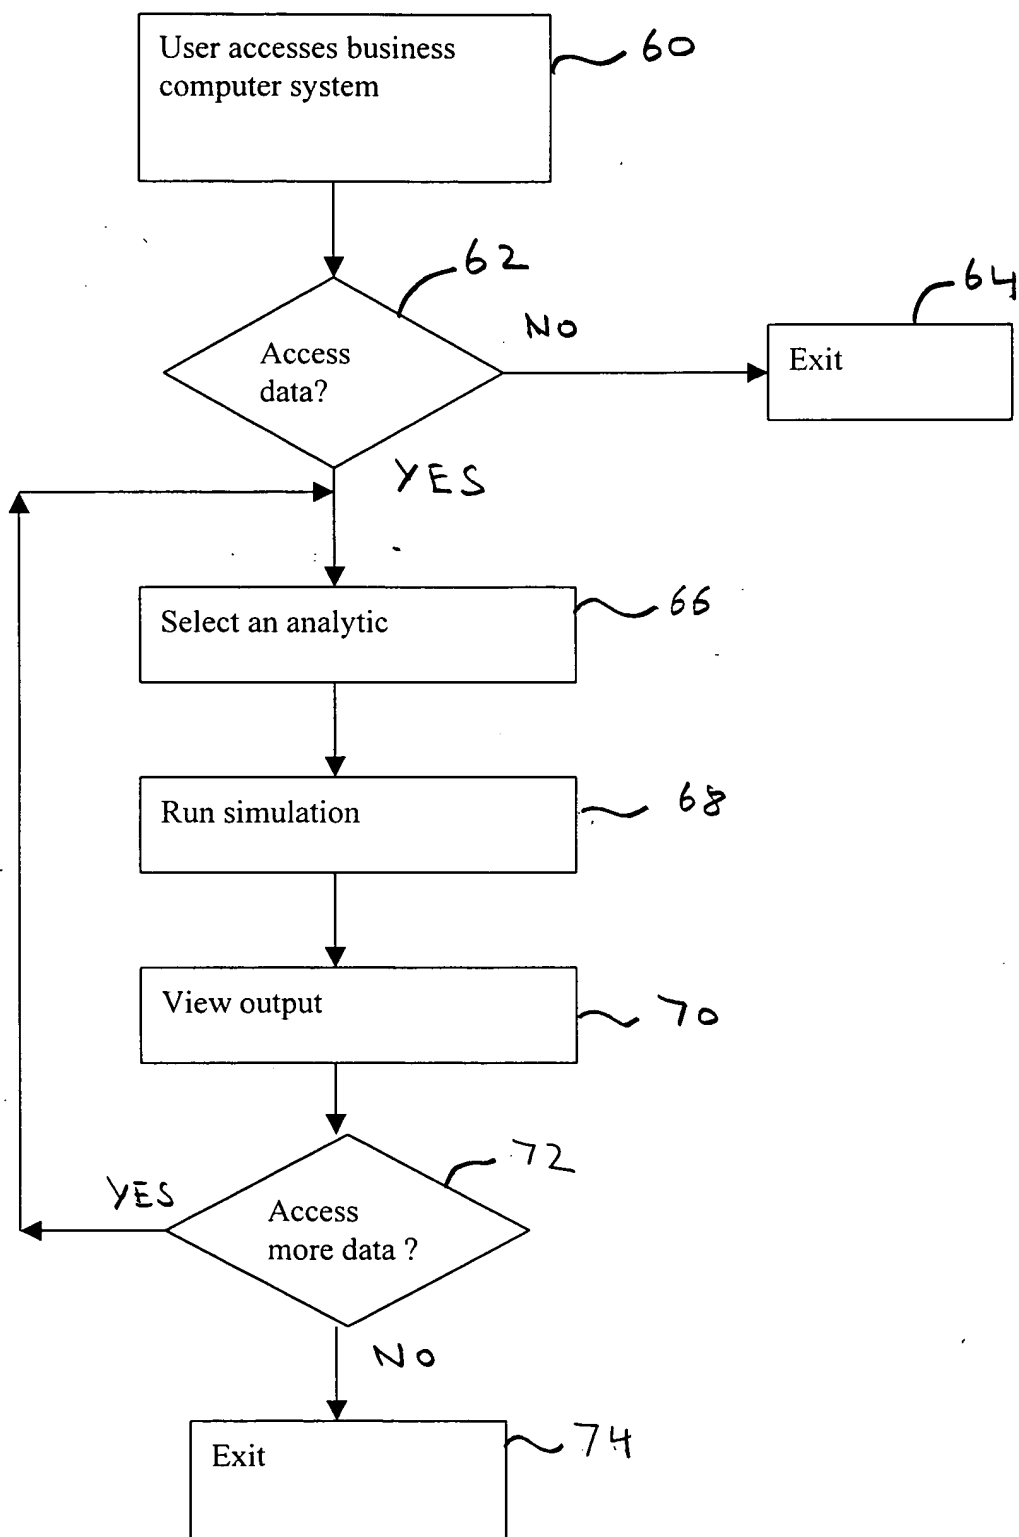 User accesses business
computer system
60
62
Access
data?
NO
64
Exit
YES
Select an analytic
66
Run simulation
68
View output
70
72
YES
Access
more data ?
NO
Exit
74